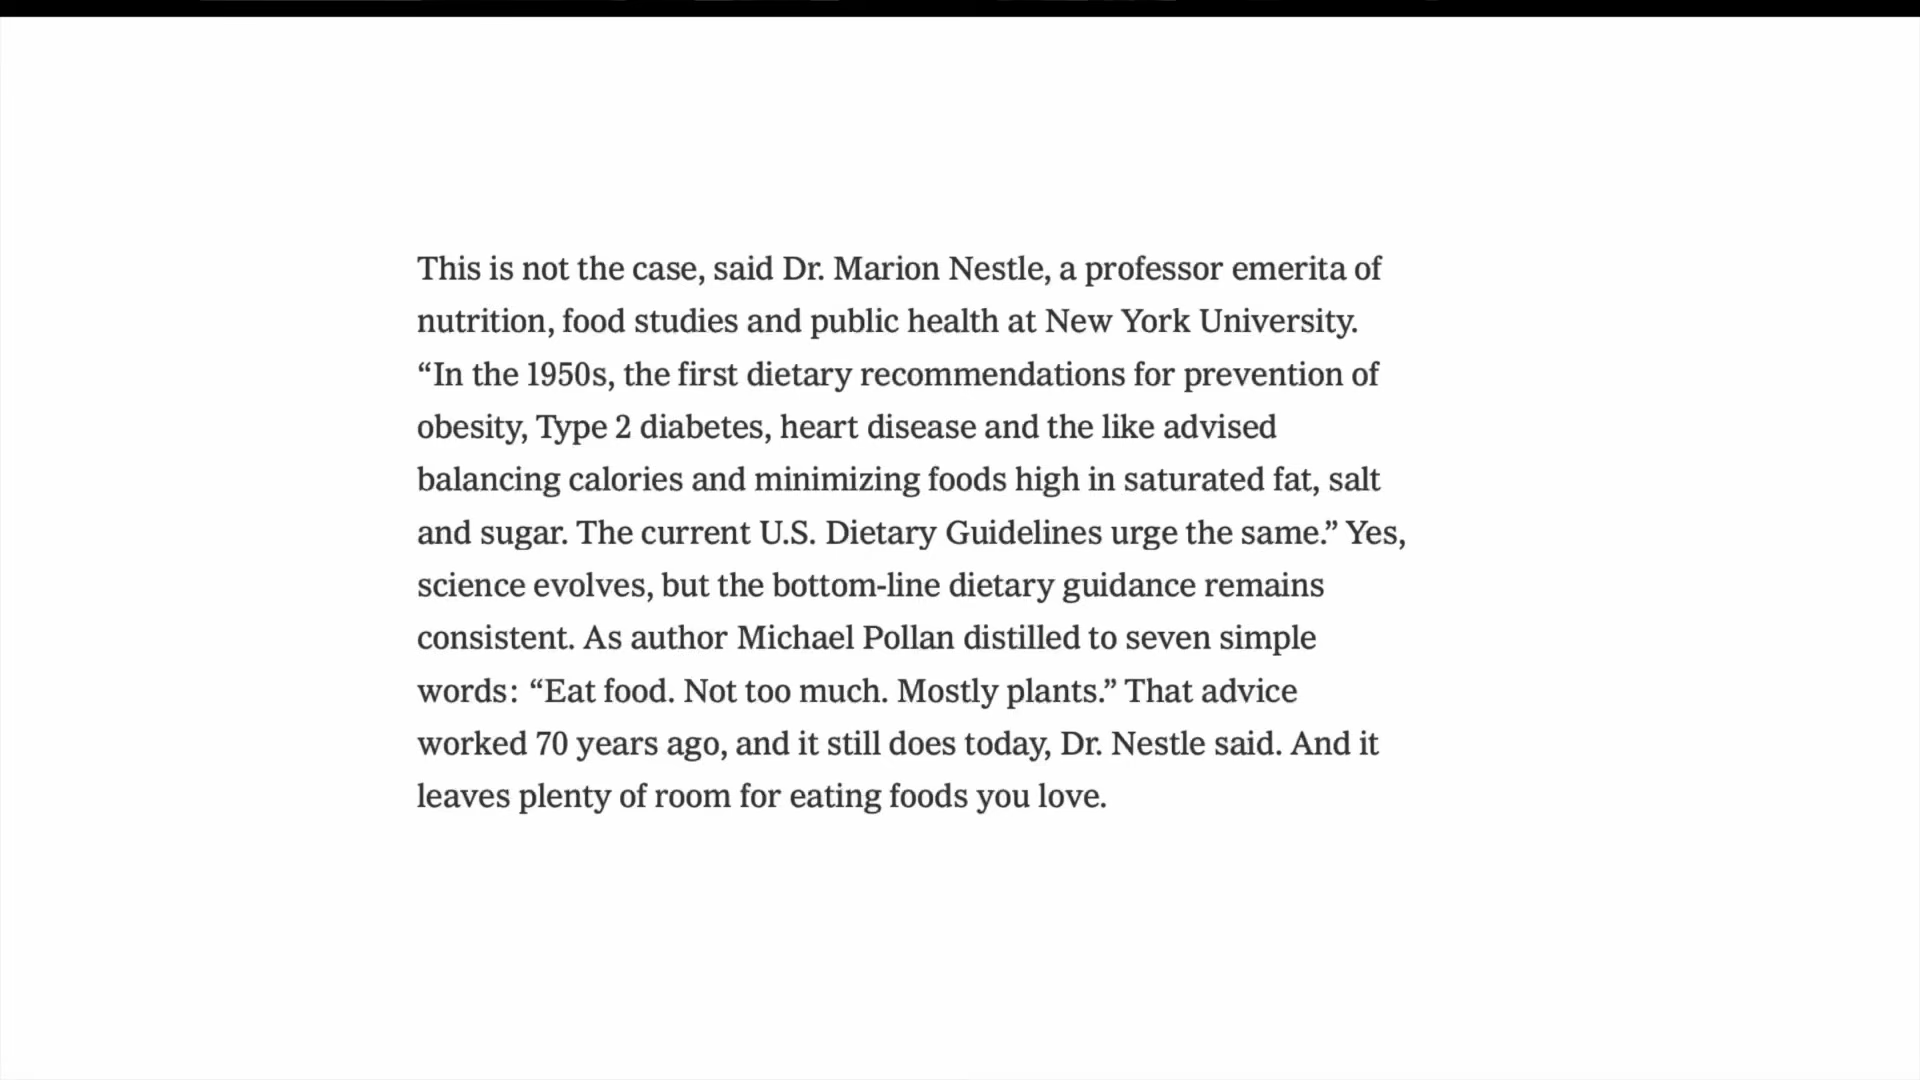 This is not the case, said Dr. Marion Nestle, a professor emerita of
nutrition, food studies and public health at New York University.
“In the 1950s, the first dietary recommendations for prevention of
obesity, Type 2 diabetes, heart disease and the like advised
balancing calories and minimizing foods high in saturated fat, salt
and sugar. The current U.S. Dietary Guidelines urge the same.” Yes,
science evolves, but the bottom-line dietary guidance remains
consistent. As author Michael Pollan distilled to seven simple
words: “Eat food. Not too much. Mostly plants.” That advice
worked 70 years ago, and it still does today, Dr. Nestle said. And it
leaves plenty of room for eating foods you love.